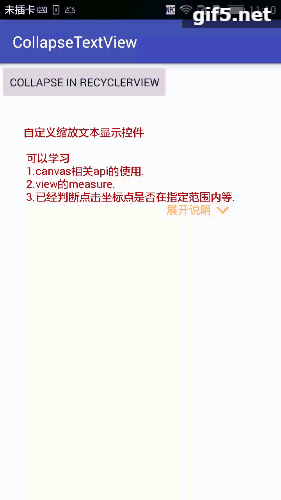 未插卡
gif5.net
CollapseTextView
COLLAPSE IN RECYCLERVIEW
自定义缩放文本显示控件
可以学习
1.canvas相关api的使用.
2.view的measure.
3.已经判断点击坐标点是否在指定范围内等.
展开说明